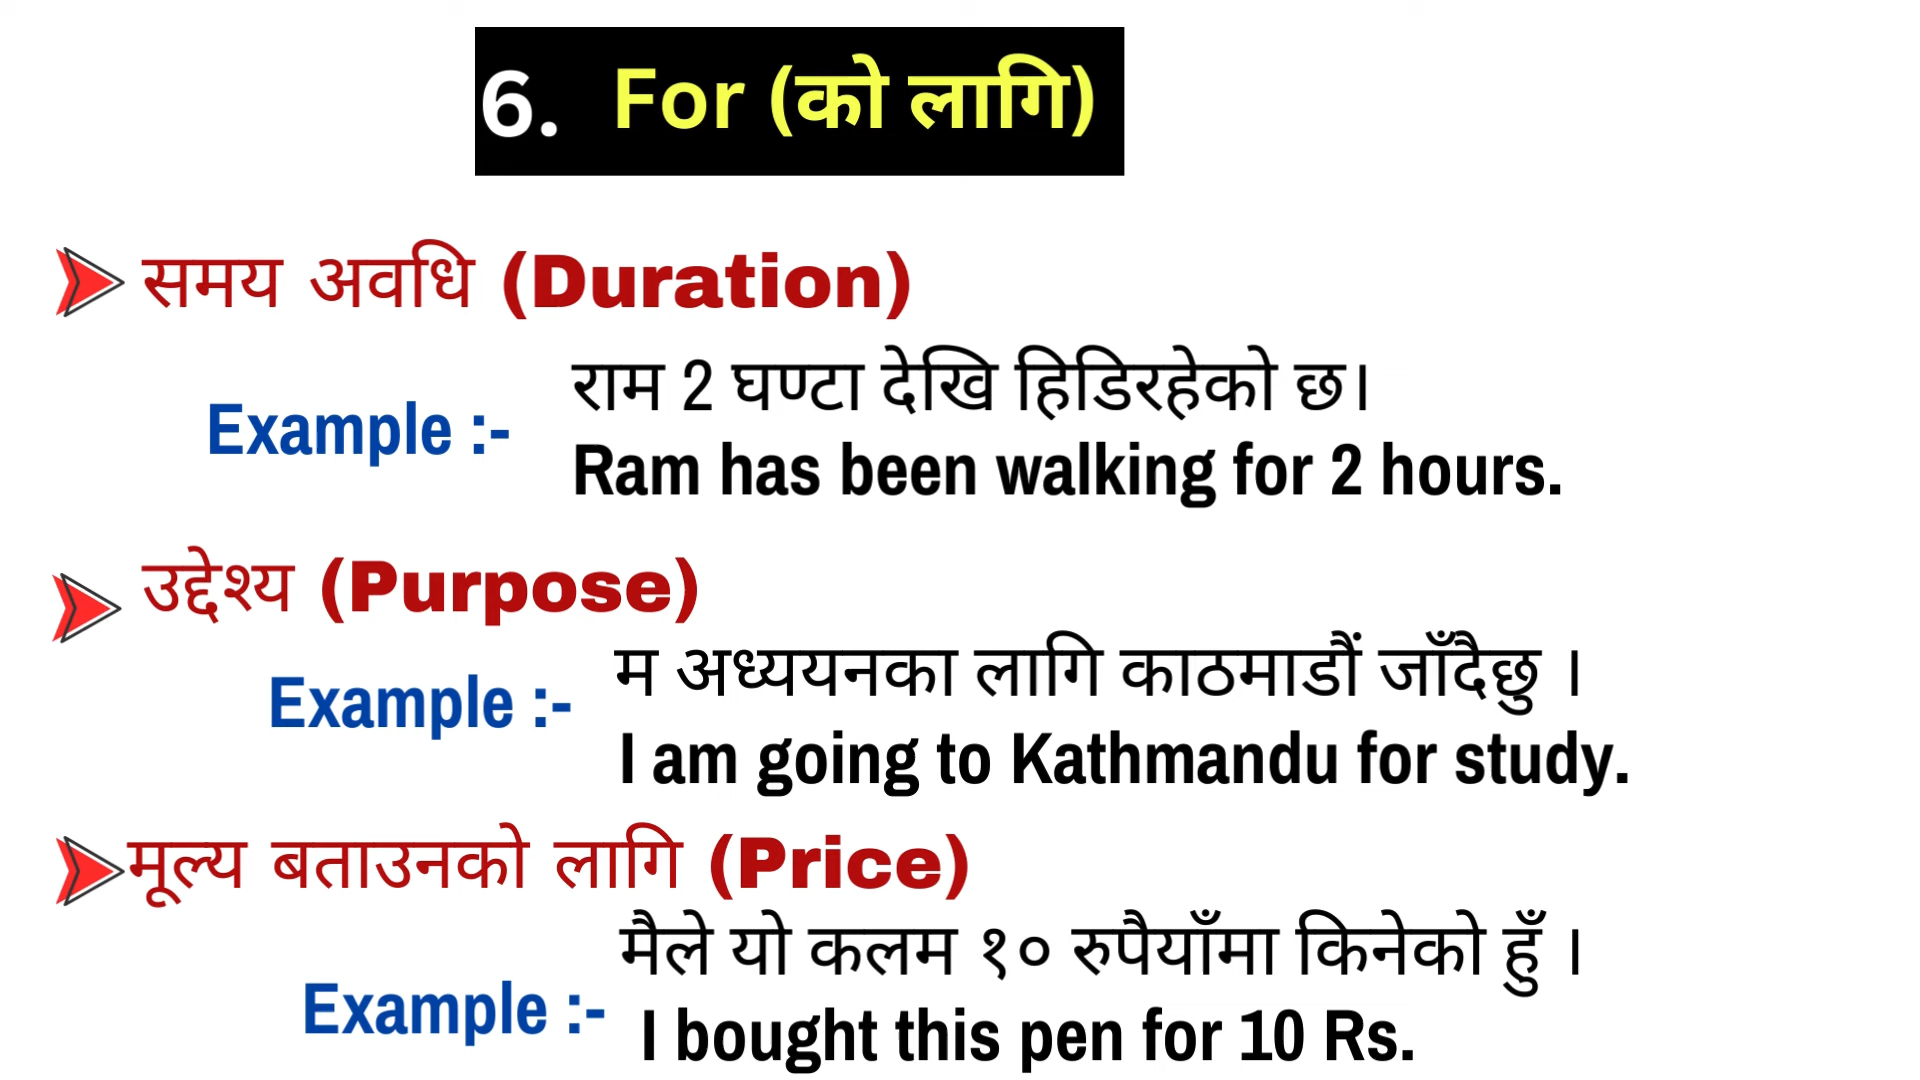 6. For (को लागि)
समय अवधि (Duration)
राम 2 घण्टा देखि हिडिरहेको छ।
Example :-
Ram has been walking for 2 hours.
उद्देश्य (Purpose)
म अध्ययनका लागि काठमाडौं जाँदैछु ।
Example :-
I am going to Kathmandu for study.
मूल्य बताउनको लागि (Price)
मैले यो कलम १० रुपैयाँमा किनेको हुँ ।
Example :-
I bought this pen for 10 Rs.